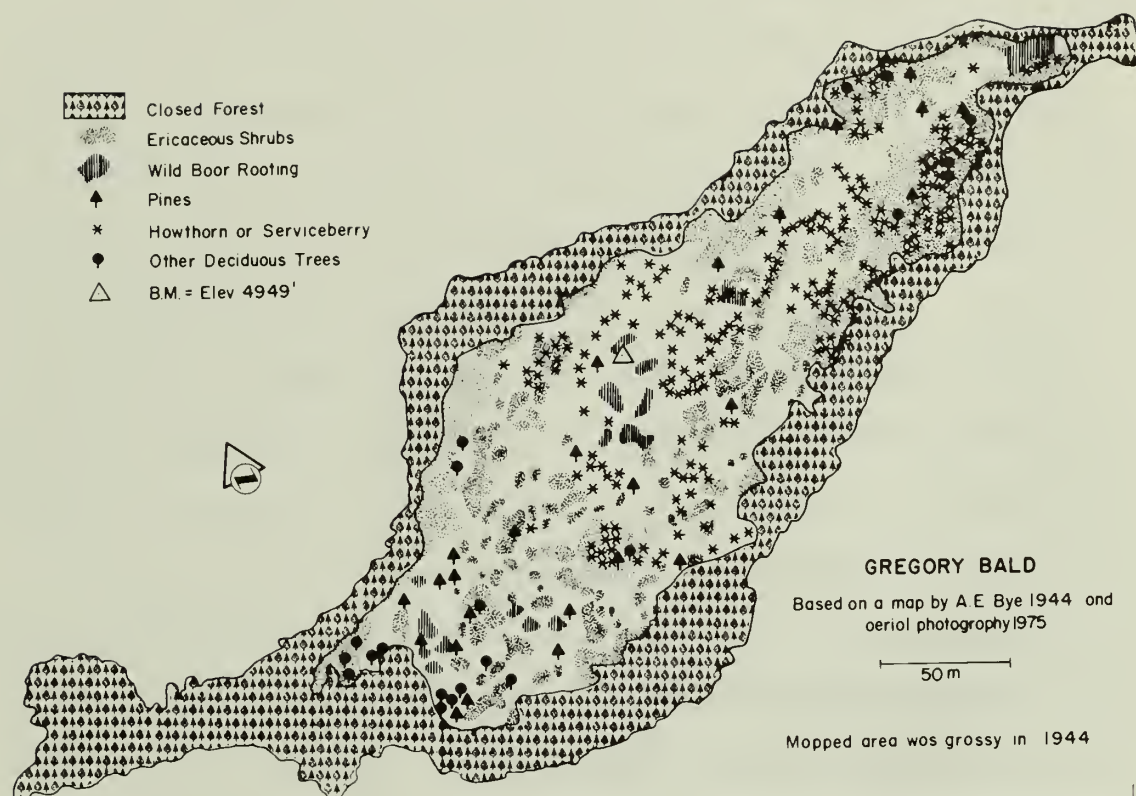 Closed Forest
Ericaceous Shrubs
Wild Boor Rooting
Pines
Howthorn or Serviceberry
Other Deciduous Trees
B.M. = Elev 4949'
GREGORY BALD
Based on a map by A.E. Bye 1944 ond
oeriol photography 1975
50 m
Mopped area wos grossy in 1944